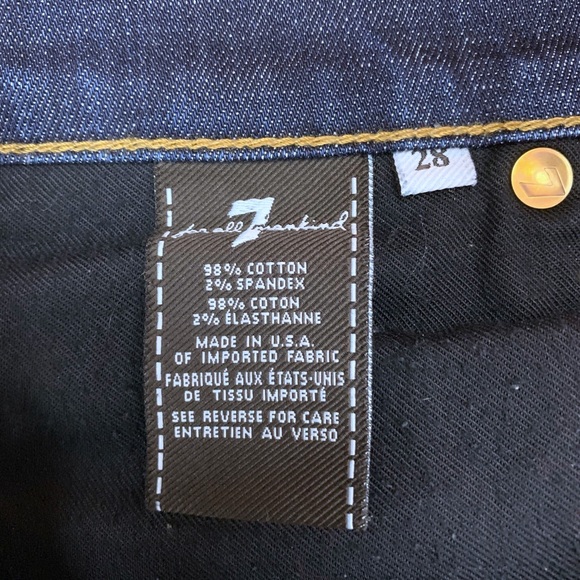 28
7
for all mankind
98% COTTON
2% SPANDEX
98% COTON
2% ÉLASTHANNE
MADE IN U.S.A.
OF IMPORTED FABRIC
FABRIQUÉ AUX ÉTATS-UNIS
DE TISSU IMPORTÉ
SEE REVERSE FOR CARE
ENTRETIEN AU VERSO